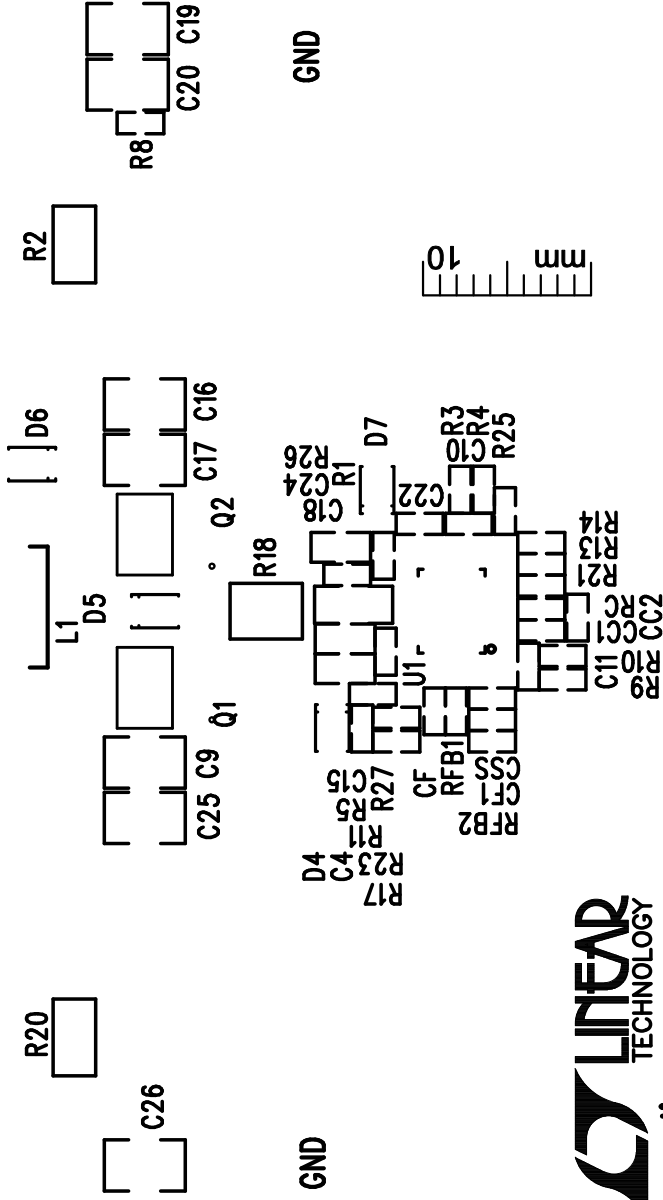 C19
C20
R8
GND
R2
10
mm
D6
C16
C17
Q2
L1
D5
R18
Q1
C9
C25
R26
C24
C18
R1
D7
C22
R3
R4
C10
R25
R14
R13
R21
RC
CC1
CC2
C11
R10
R9
U1
C15
R5
R27
R11
D4
C4
R23
R17
CF
RFB1
CSS
CF1
RFB2
R20
C26
GND
LINEAR
TECHNOLOGY